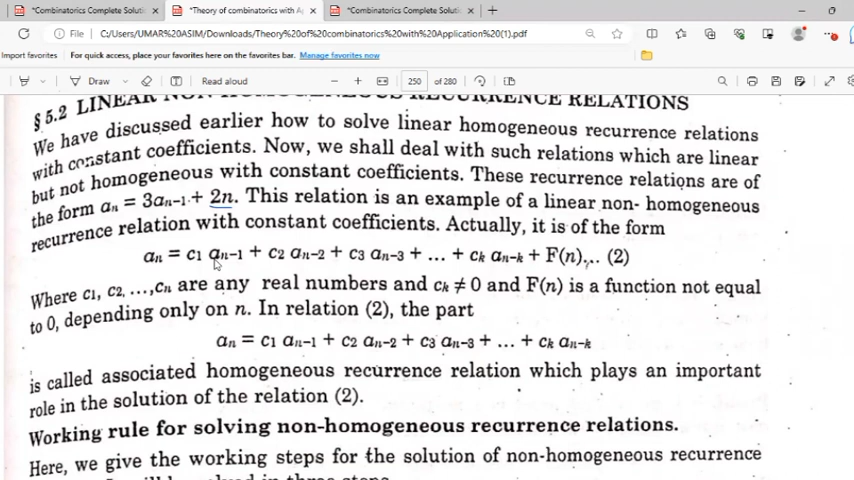 *Combinatorics Complete Solutio
*Theory of combinatorics with Ap
*Combinatorics Complete Solutio
File
C:/Users/UMAR%20ASIM/Downloads/Theory%20of%20combinatorics%20with%20Application%20(1).pdf
Import favorites
For quick access, place your favorites here on the favorites bar. Manage favorites now
Draw
Read aloud
250 of 280
§ 5.2 LINEAR NON-HOMOGENEOUS RECURRENCE RELATIONS
We have discussed earlier how to solve linear homogeneous recurrence relations
with constant coefficients. Now, we shall deal with such relations which are linear
but not homogeneous with constant coefficients. These recurrence relations are of
the form an = 3an–1 + 2n. This relation is an example of a linear non- homogeneous
recurrence relation with constant coefficients. Actually, it is of the form
an = c1 an–1 + c2 an–2 + c3 an–3 + ... + ck an–k + F(n)... (2)
Where c1, c2, ...,cn are any real numbers and ck ≠ 0 and F(n) is a function not equal
to 0, depending only on n. In relation (2), the part
an = c1 an–1 + c2 an–2 + c3 an–3 + ... + ck an–k
is called associated homogeneous recurrence relation which plays an important
role in the solution of the relation (2).
Working rule for solving non-homogeneous recurrence relations.
Here, we give the working steps for the solution of non-homogeneous recurrence